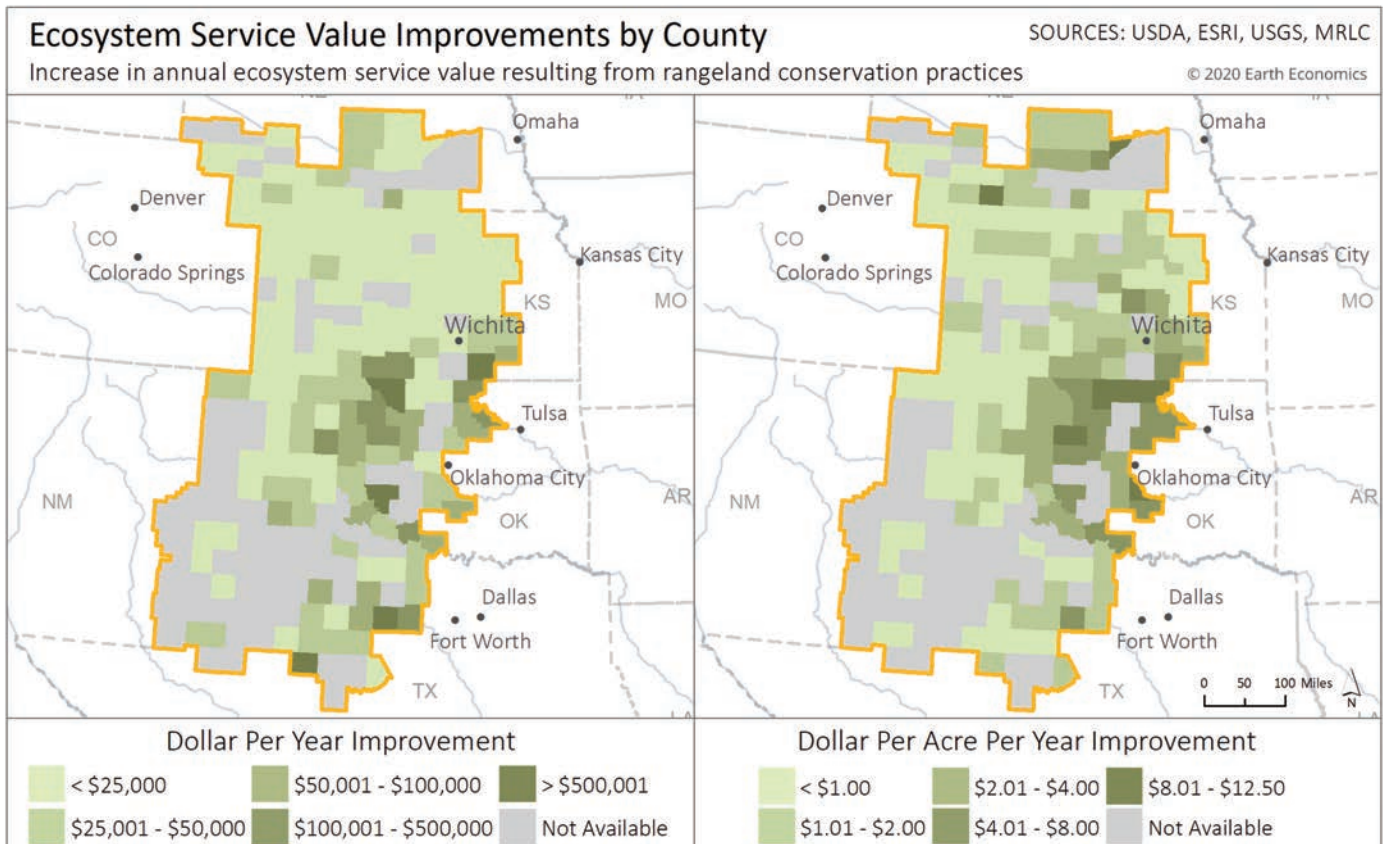 Ecosystem Service Value Improvements by County
SOURCES: USDA, ESRI, USGS, MRLC
Increase in annual ecosystem service value resulting from rangeland conservation practices
© 2020 Earth Economics
IA
Omaha
Denver
CO
Colorado Springs
Kansas City
KS
MO
Wichita
Tulsa
Oklahoma City
NM
AR
OK
Dallas
Fort Worth
TX
IA
Omaha
Denver
CO
Colorado Springs
Kansas City
KS
MO
Wichita
Tulsa
Oklahoma City
NM
AR
OK
Dallas
Fort Worth
TX
0 50 100 Miles
N
Dollar Per Year Improvement
< $25,000
$50,001 - $100,000
> $500,001
$25,001 - $50,000
$100,001 - $500,000
Not Available
Dollar Per Acre Per Year Improvement
< $1.00
$2.01 - $4.00
$8.01 - $12.50
$1.01 - $2.00
$4.01 - $8.00
Not Available